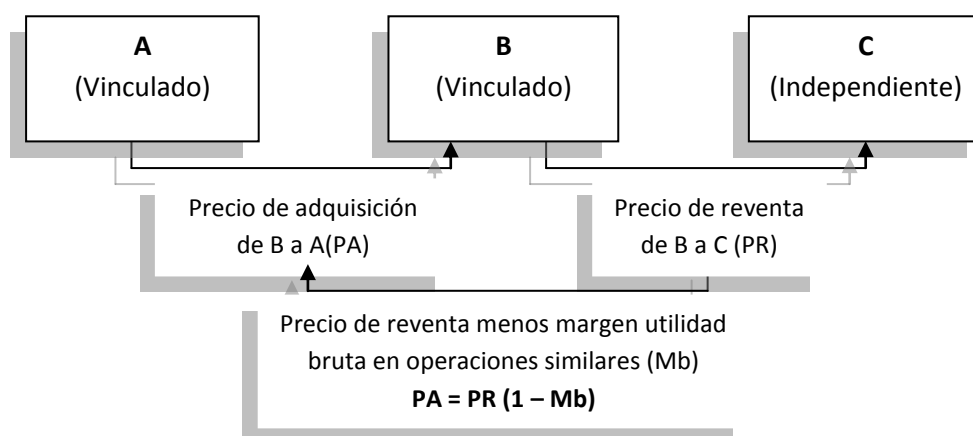 A
(Vinculado)
B
(Vinculado)
C
(Independiente)
Precio de adquisición
de B a A(PA)
Precio de reventa
de B a C (PR)
Precio de reventa menos margen utilidad
bruta en operaciones similares (Mb)
PA = PR (1 – Mb)